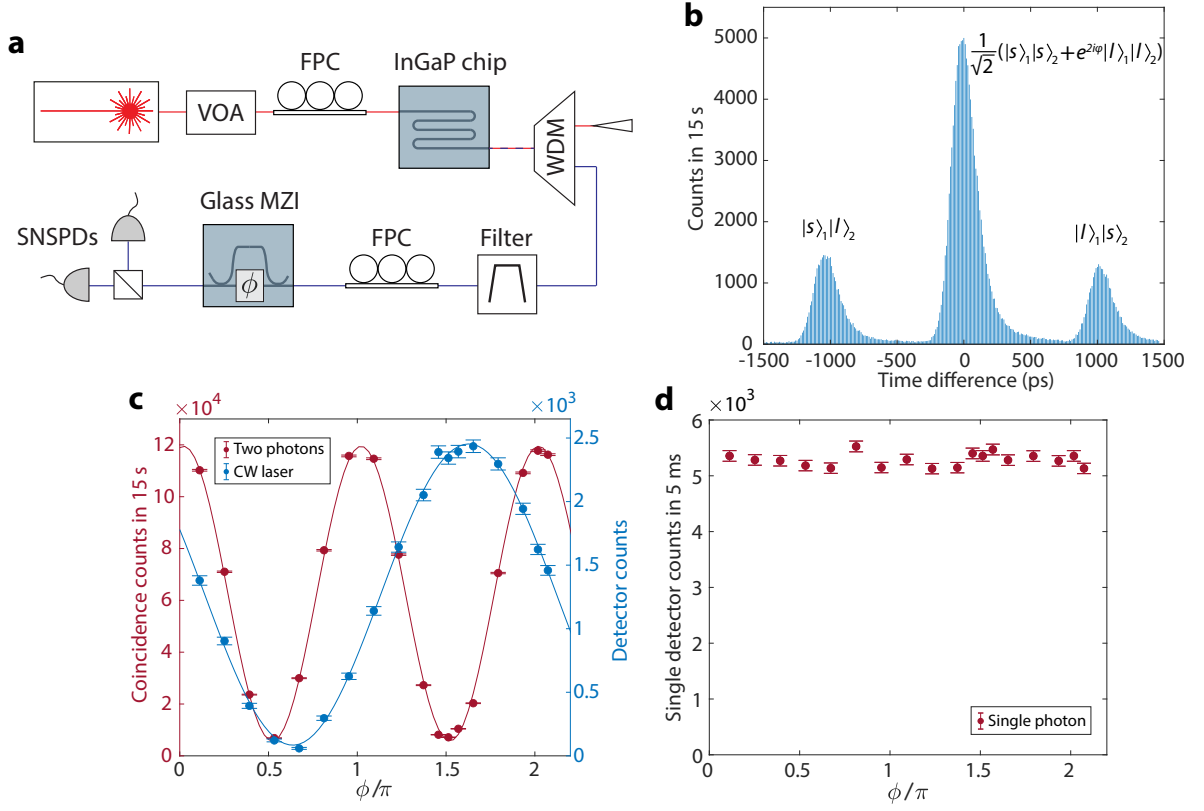 a
FPC
InGaP chip
VOA
WDM
Glass MZI
SNSPDs
FPC
Filter
ϕ
b
5000
4000
3000
2000
1000
0
Counts in 15 s
-1500 -1000 -500 0 500 1000 1500
Time difference (ps)
|s⟩₁|l⟩₂
1/√2 (|s⟩₁|s⟩₂ + e^{2iφ}|l⟩₁|l⟩₂)
|l⟩₁|s⟩₂
c
×10⁴
×10³
Two photons
CW laser
12
10
8
6
4
2
0
Coincidence counts in 15 s
2.5
2
1.5
1
0.5
0
Detector counts
0 0.5 1 1.5 2
ϕ/π
d
×10³
6
5
4
3
2
1
0
Single detector counts in 5 ms
Single photon
0 0.5 1 1.5 2
ϕ/π